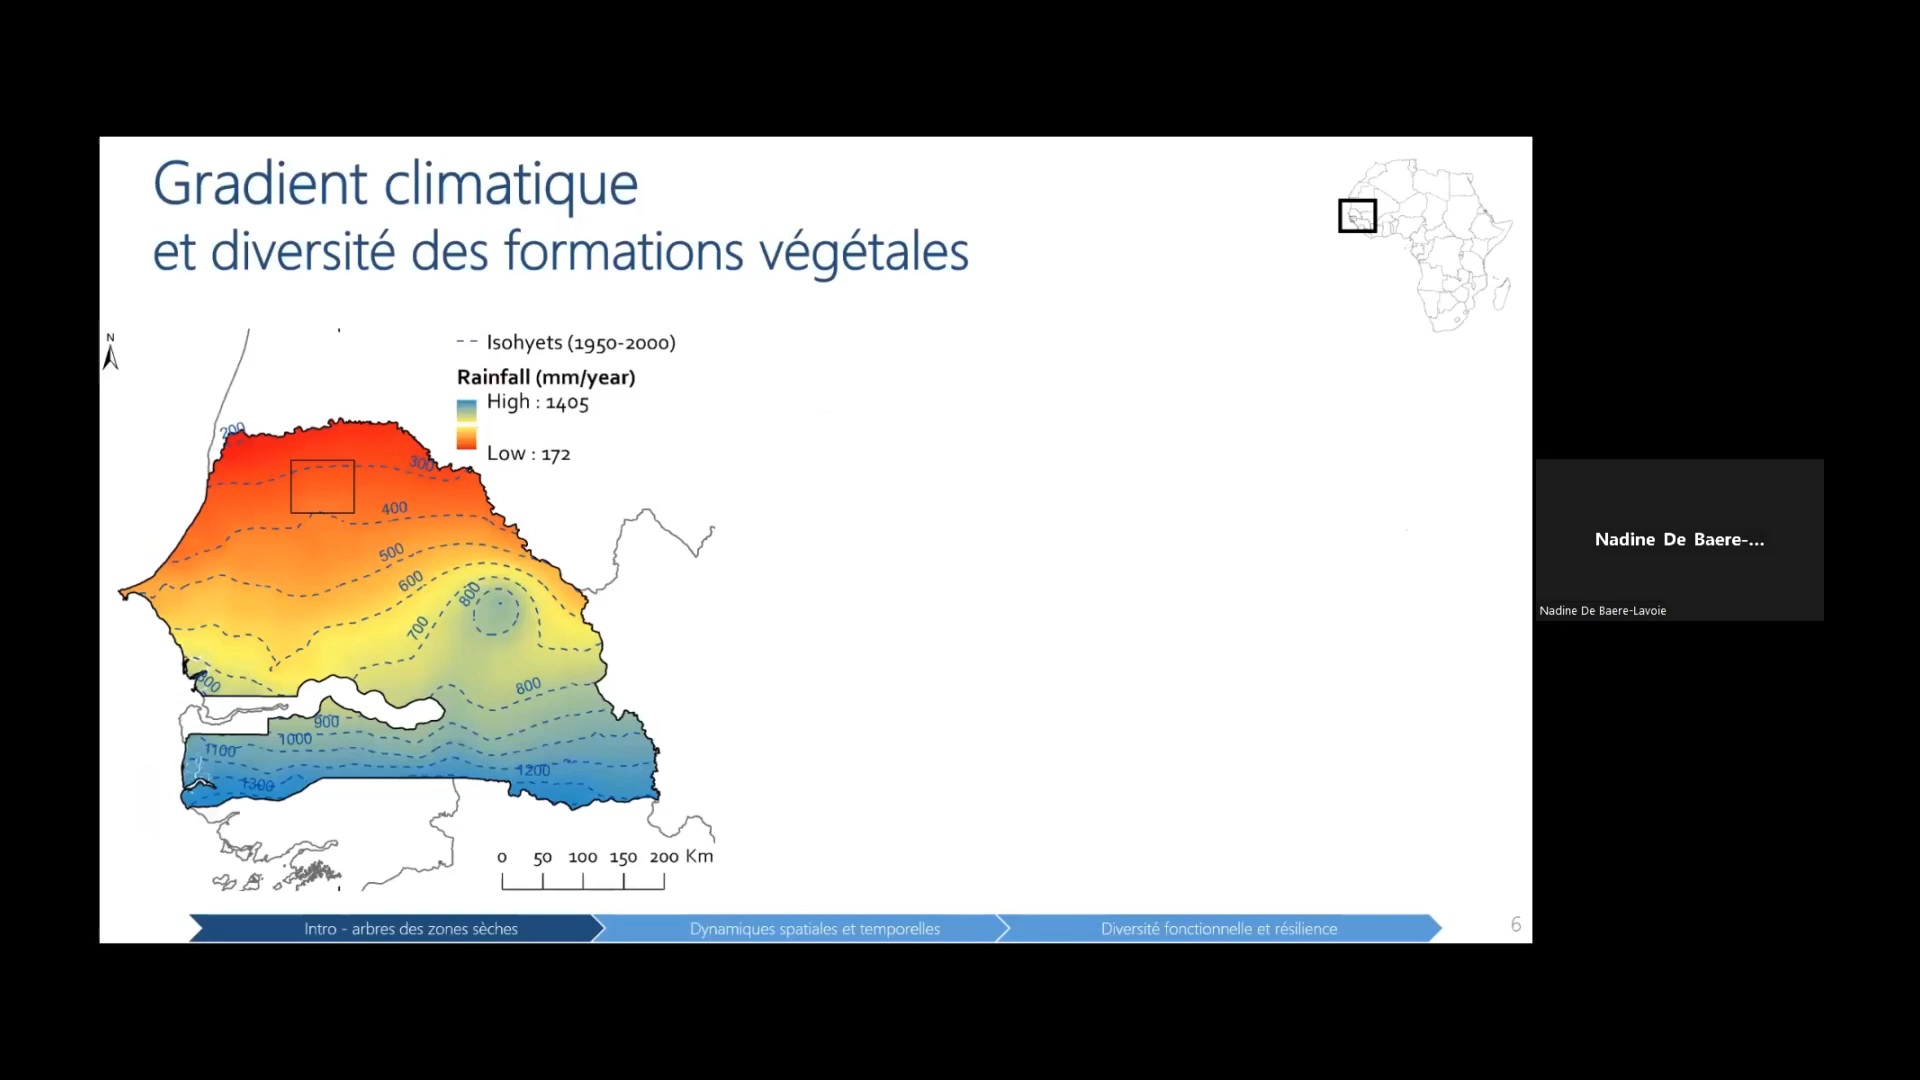 Gradient climatique
et diversité des formations végétales
N
Isohyets (1950-2000)
Rainfall (mm/year)
High : 1405
Low : 172
200
300
400
500
600
800
700
800
800
900
1000
1100
1200
1300
0 50 100 150 200 Km
Intro - arbres des zones sèches
Dynamiques spatiales et temporelles
Diversité fonctionnelle et résilience
6
Nadine De Baere-...
Nadine De Baere-Lavoie